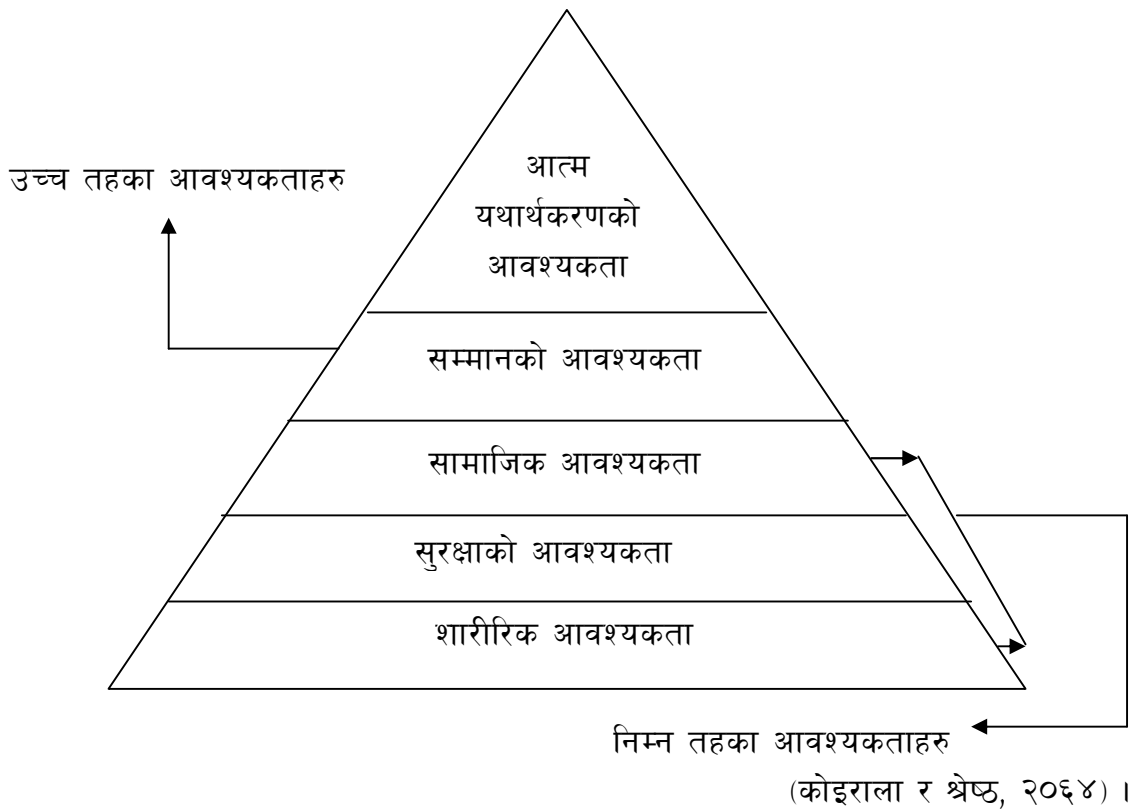 आत्म
उच्च तहका आवश्यकताहरु
यथार्थकरणको
आवश्यकता
सम्मानको आवश्यकता
सामाजिक आवश्यकता
सुरक्षाको आवश्यकता
शारीरिक आवश्यकता
निम्न तहका आवश्यकताहरु
(कोइराला र श्रेष्ठ, २०६४) ।